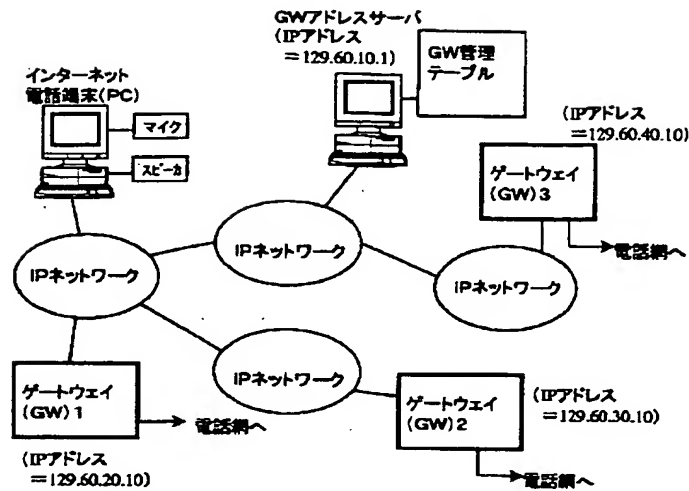 GWアドレスサーバ
(IPアドレス
＝129.60.10.1)
GW管理
テーブル
インターネット
電話端末(PC)
マイク
スピーカ
(IPアドレス
＝129.60.40.10)
ゲートウェイ
(GW)3
電話網へ
IPネットワーク
IPネットワーク
IPネットワーク
IPネットワーク
ゲートウェイ
(GW)1
電話網へ
(IPアドレス
＝129.60.20.10)
ゲートウェイ
(GW)2
(IPアドレス
＝129.60.30.10)
電話網へ